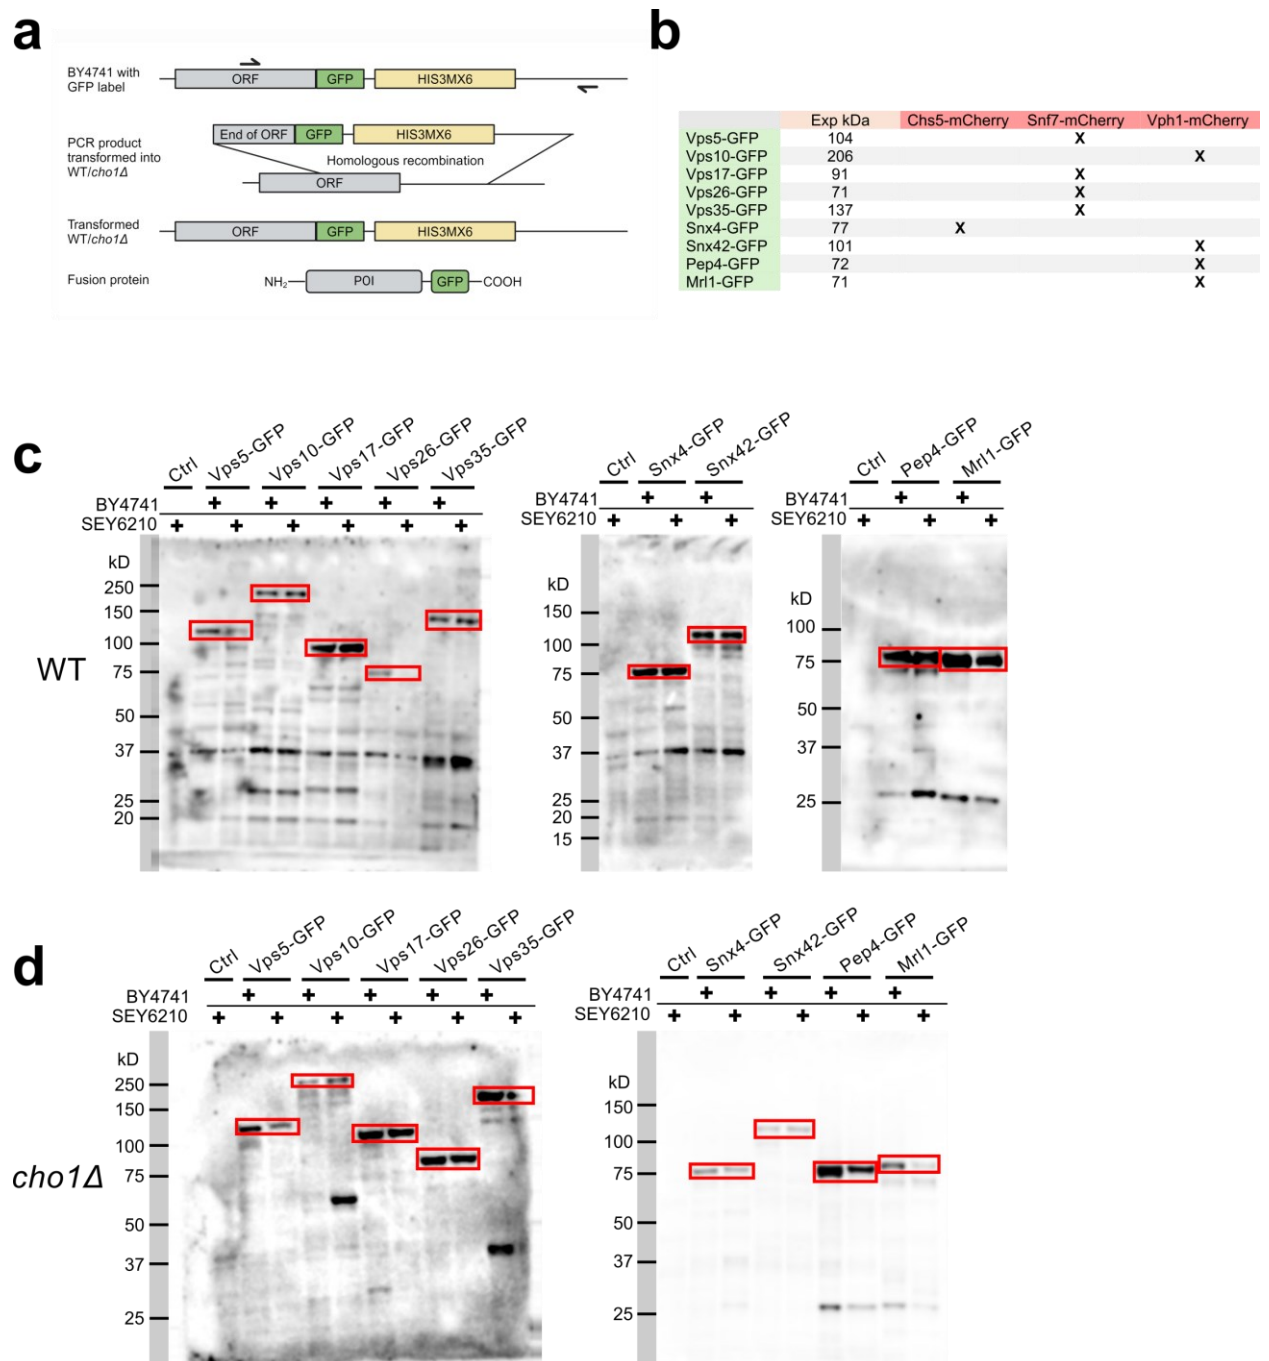 a
BY4741 with
GFP label
ORF GFP HIS3MX6
PCR product
transformed into
WT/cho1Δ
End of ORF GFP HIS3MX6
Homologous recombination
ORF
Transformed
WT/cho1Δ
ORF GFP HIS3MX6
Fusion protein
NH2 POI GFP COOH
b
Exp kDa Chs5-mCherry Snf7-mCherry Vph1-mCherry
Vps5-GFP 104 X
Vps10-GFP 206 X
Vps17-GFP 91 X
Vps26-GFP 71 X
Vps35-GFP 137 X
Snx4-GFP 77 X
Snx42-GFP 101 X
Pep4-GFP 72 X
Mrl1-GFP 71 X
c
WT
Ctrl Vps5-GFP Vps10-GFP Vps17-GFP Vps26-GFP Vps35-GFP
BY4741 + + + + +
SEY6210 + + + + + +
kD
250
150
100
75
50
37
25
20
Ctrl Snx4-GFP Snx42-GFP
BY4741 + +
SEY6210 + + +
kD
150
100
75
50
37
25
20
15
Ctrl Pep4-GFP Mrl1-GFP
BY4741 + +
SEY6210 + + +
kD
100
75
50
37
25
d
cho1Δ
Ctrl Vps5-GFP Vps10-GFP Vps17-GFP Vps26-GFP Vps35-GFP
BY4741 + + + + +
SEY6210 + + + + + +
kD
250
150
100
75
50
37
25
Ctrl Snx4-GFP Snx42-GFP Pep4-GFP Mrl1-GFP
BY4741 + + + +
SEY6210 + + + + +
kD
150
100
75
50
37
25